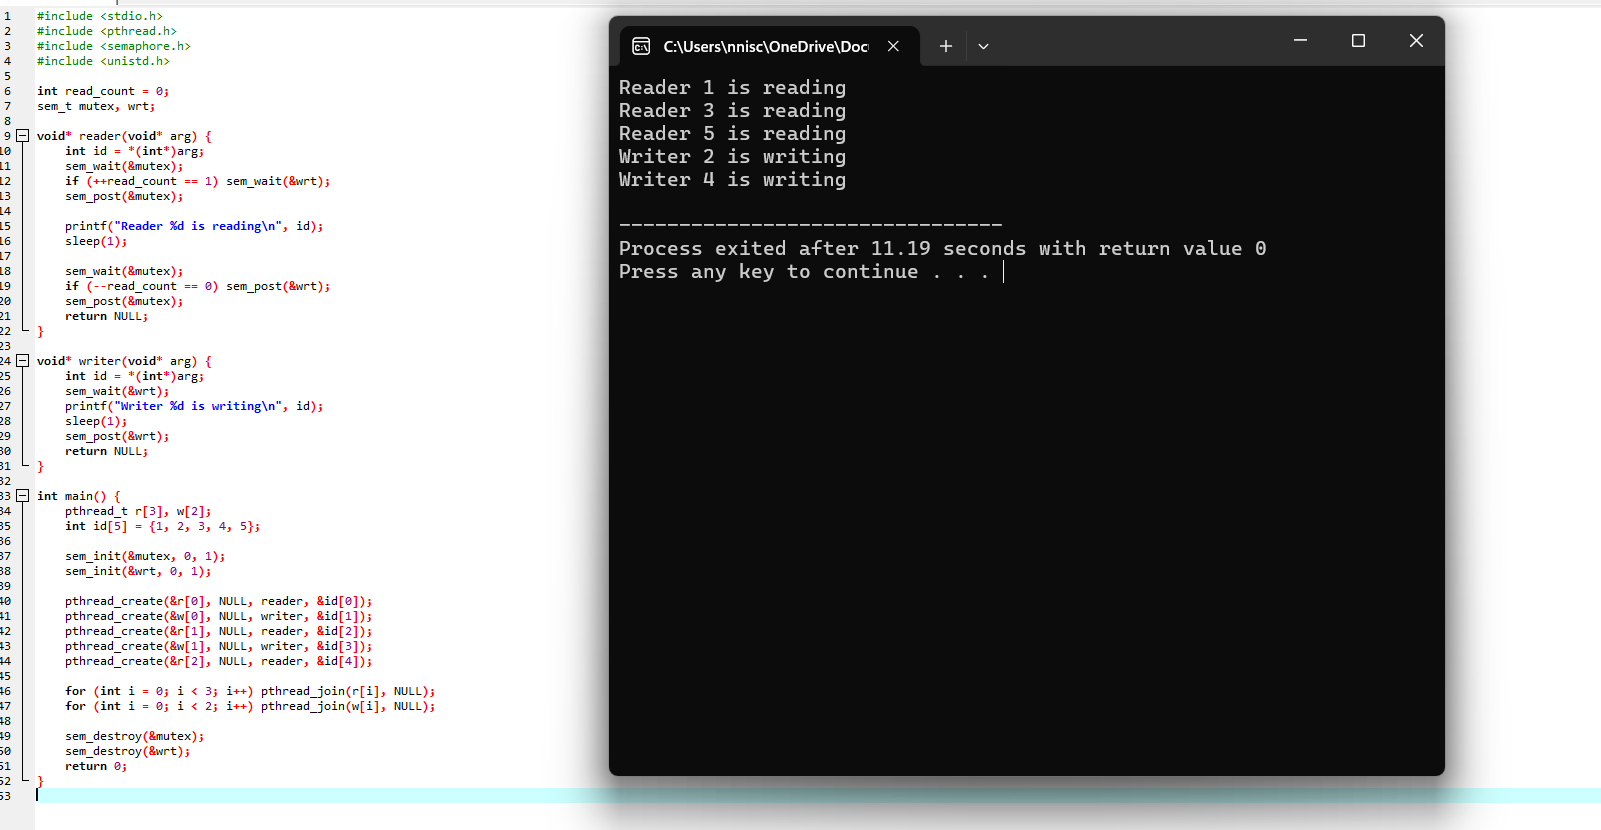 1 #include <stdio.h>
2 #include <pthread.h>
3 #include <semaphore.h>
4 #include <unistd.h>
5
6 int read_count = 0;
7 sem_t mutex, wrt;
8
9 void* reader(void* arg) {
10 int id = *(int*)arg;
11 sem_wait(&mutex);
12 if (++read_count == 1) sem_wait(&wrt);
13 sem_post(&mutex);
14
15 printf("Reader %d is reading\n", id);
16 sleep(1);
17
18 sem_wait(&mutex);
19 if (--read_count == 0) sem_post(&wrt);
20 sem_post(&mutex);
21 return NULL;
22 }
23
24 void* writer(void* arg) {
25 int id = *(int*)arg;
26 sem_wait(&wrt);
27 printf("Writer %d is writing\n", id);
28 sleep(1);
29 sem_post(&wrt);
30 return NULL;
31 }
32
33 int main() {
34 pthread_t r[3], w[2];
35 int id[5] = {1, 2, 3, 4, 5};
36
37 sem_init(&mutex, 0, 1);
38 sem_init(&wrt, 0, 1);
39
40 pthread_create(&r[0], NULL, reader, &id[0]);
41 pthread_create(&w[0], NULL, writer, &id[1]);
42 pthread_create(&r[1], NULL, reader, &id[2]);
43 pthread_create(&w[1], NULL, writer, &id[3]);
44 pthread_create(&r[2], NULL, reader, &id[4]);
45
46 for (int i = 0; i < 3; i++) pthread_join(r[i], NULL);
47 for (int i = 0; i < 2; i++) pthread_join(w[i], NULL);
48
49 sem_destroy(&mutex);
50 sem_destroy(&wrt);
51 return 0;
52 }
53
C:\Users\nnisc\OneDrive\Doc
Reader 1 is reading
Reader 3 is reading
Reader 5 is reading
Writer 2 is writing
Writer 4 is writing
--------------------------------
Process exited after 11.19 seconds with return value 0
Press any key to continue . . .